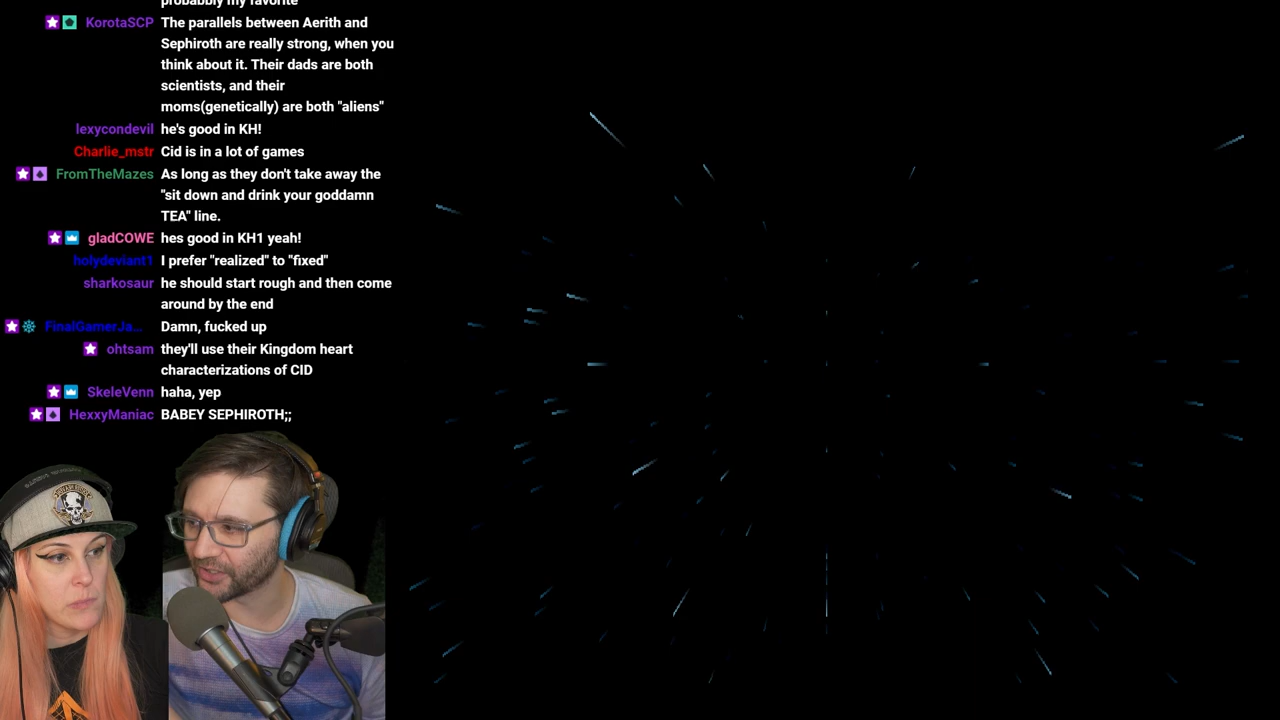 probabbly my favorite
KorotaSCP The parallels between Aerith and
Sephiroth are really strong, when you
think about it. Their dads are both
scientists, and their
moms(genetically) are both "aliens"
lexycondevil he's good in KH!
Charlie_mstr Cid is in a lot of games
FromTheMazes As long as they don't take away the
"sit down and drink your goddamn
TEA" line.
gladCOWE hes good in KH1 yeah!
holydeviant1 I prefer "realized" to "fixed"
sharkosaur he should start rough and then come
around by the end
FinalGamerJa... Damn, fucked up
ohtsam they'll use their Kingdom heart
characterizations of CID
SkeleVenn haha, yep
HexxyManiac BABEY SEPHIROTH;;